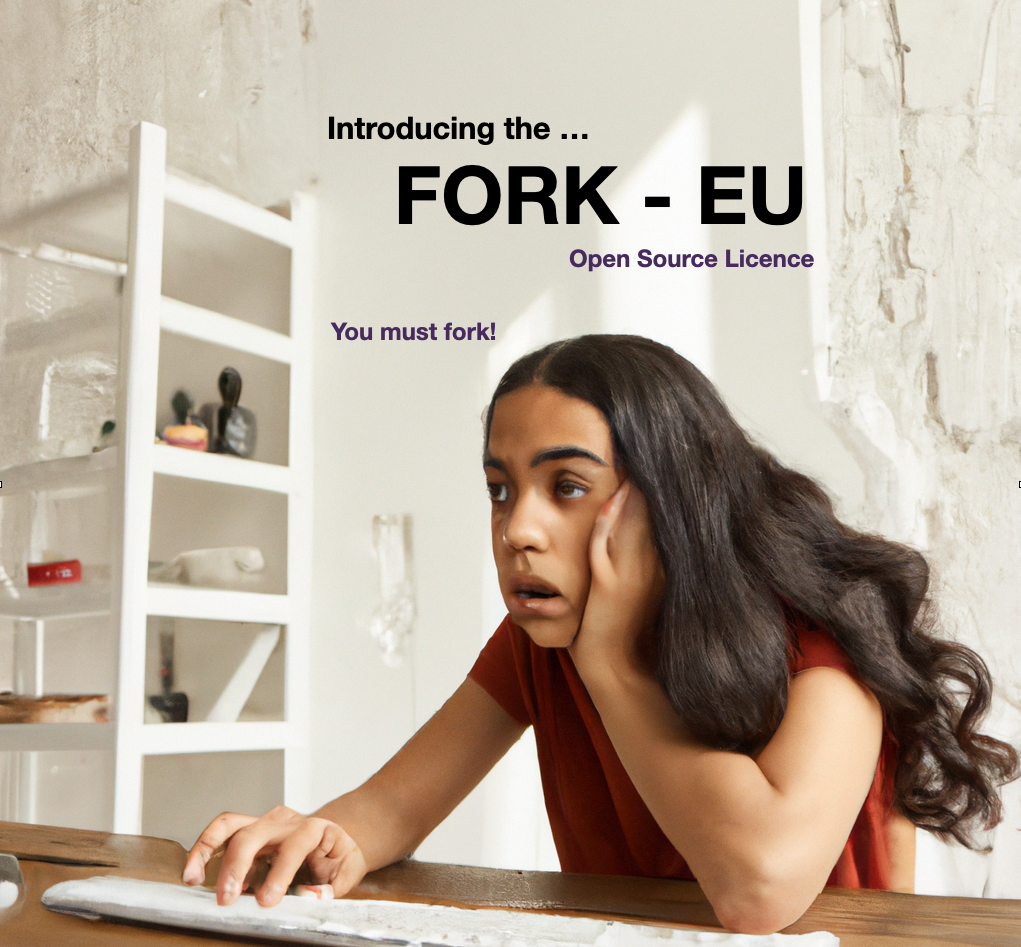 Introducing the …
FORK - EU
Open Source Licence
You must fork!